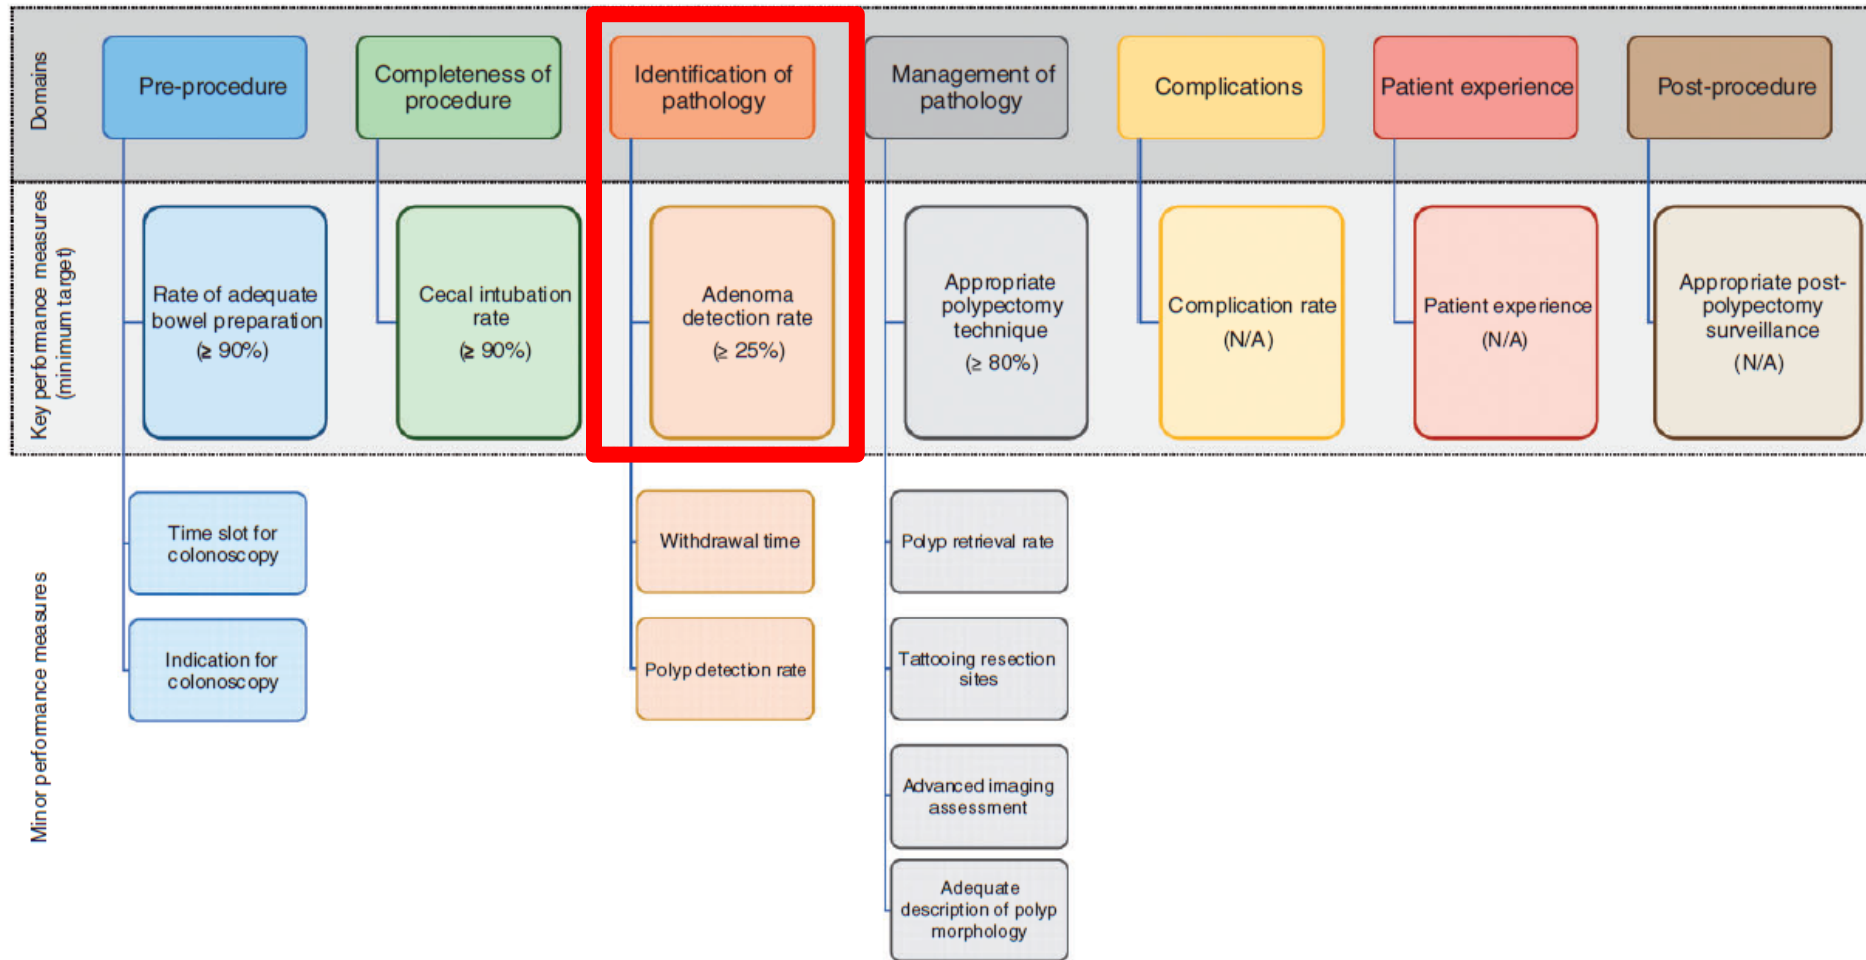 Domains
Pre-procedure
Completeness of
procedure
Identification of
pathology
Management of
pathology
Complications
Patient experience
Post-procedure
Key performance measures
(minimum target)
Rate of adequate
bowel preparation
(≥ 90%)
Cecal intubation
rate
(≥ 90%)
Adenoma
detection rate
(≥ 25%)
Appropriate
polypectomy
technique
(≥ 80%)
Complication rate
(N/A)
Patient experience
(N/A)
Appropriate post-
polypectomy
surveillance
(N/A)
Minor performance measures
Time slot for
colonoscopy
Indication for
colonoscopy
Withdrawal time
Polyp detection rate
Polyp retrieval rate
Tattooing resection
sites
Advanced imaging
assessment
Adequate
description of polyp
morphology